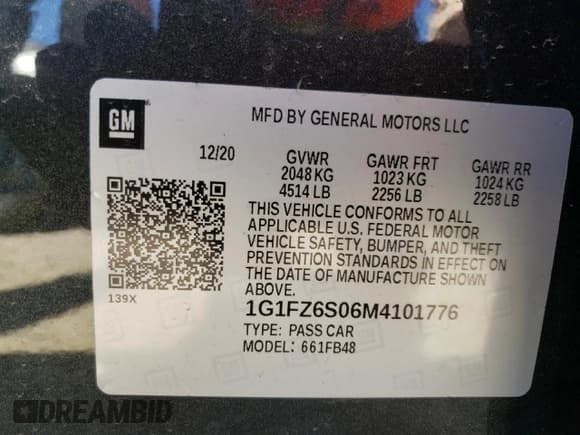 GM
MFD BY GENERAL MOTORS LLC
12/20 GVWR GAWR FRT GAWR RR
2048 KG 1023 KG 1024 KG
4514 LB 2256 LB 2258 LB
THIS VEHICLE CONFORMS TO ALL
APPLICABLE U.S. FEDERAL MOTOR
VEHICLE SAFETY, BUMPER, AND THEFT
PREVENTION STANDARDS IN EFFECT ON
THE DATE OF MANUFACTURE SHOWN
ABOVE.
139X
1G1FZ6S06M4101776
TYPE: PASS CAR
MODEL: 661FB48
DREAMBID